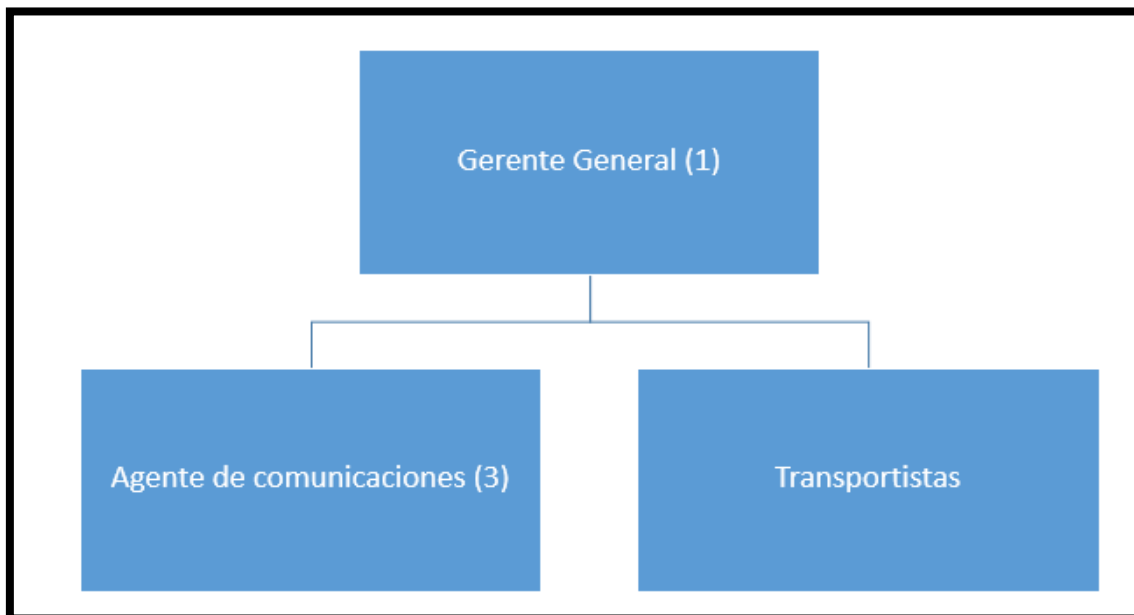 Gerente General (1)
Agente de comunicaciones (3)
Transportistas